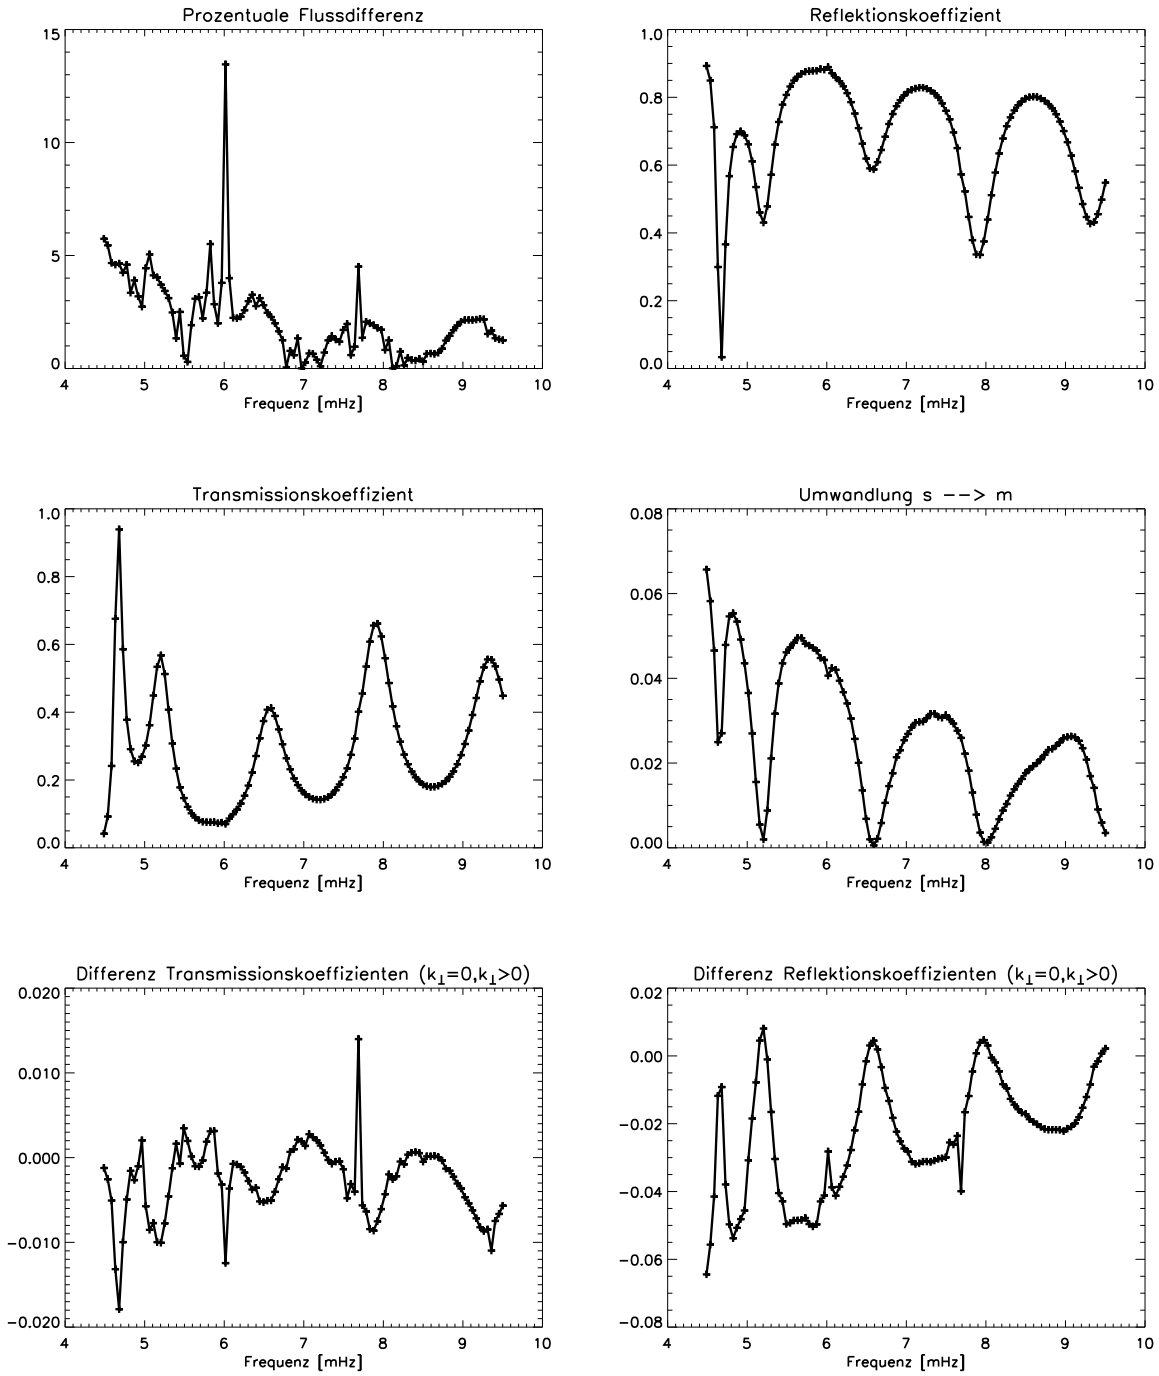 Prozentuale Flussdifferenz
15
10
5
0
4 5 6 7 8 9 10
Frequenz [mHz]
Reflektionskoeffizient
1.0
0.8
0.6
0.4
0.2
0.0
4 5 6 7 8 9 10
Frequenz [mHz]
Transmissionskoeffizient
1.0
0.8
0.6
0.4
0.2
0.0
4 5 6 7 8 9 10
Frequenz [mHz]
Umwandlung s --> m
0.08
0.06
0.04
0.02
0.00
4 5 6 7 8 9 10
Frequenz [mHz]
Differenz Transmissionskoeffizienten (k⊥=0,k⊥>0)
0.020
0.010
0.000
−0.010
−0.020
4 5 6 7 8 9 10
Frequenz [mHz]
Differenz Reflektionskoeffizienten (k⊥=0,k⊥>0)
0.02
0.00
−0.02
−0.04
−0.06
−0.08
4 5 6 7 8 9 10
Frequenz [mHz]